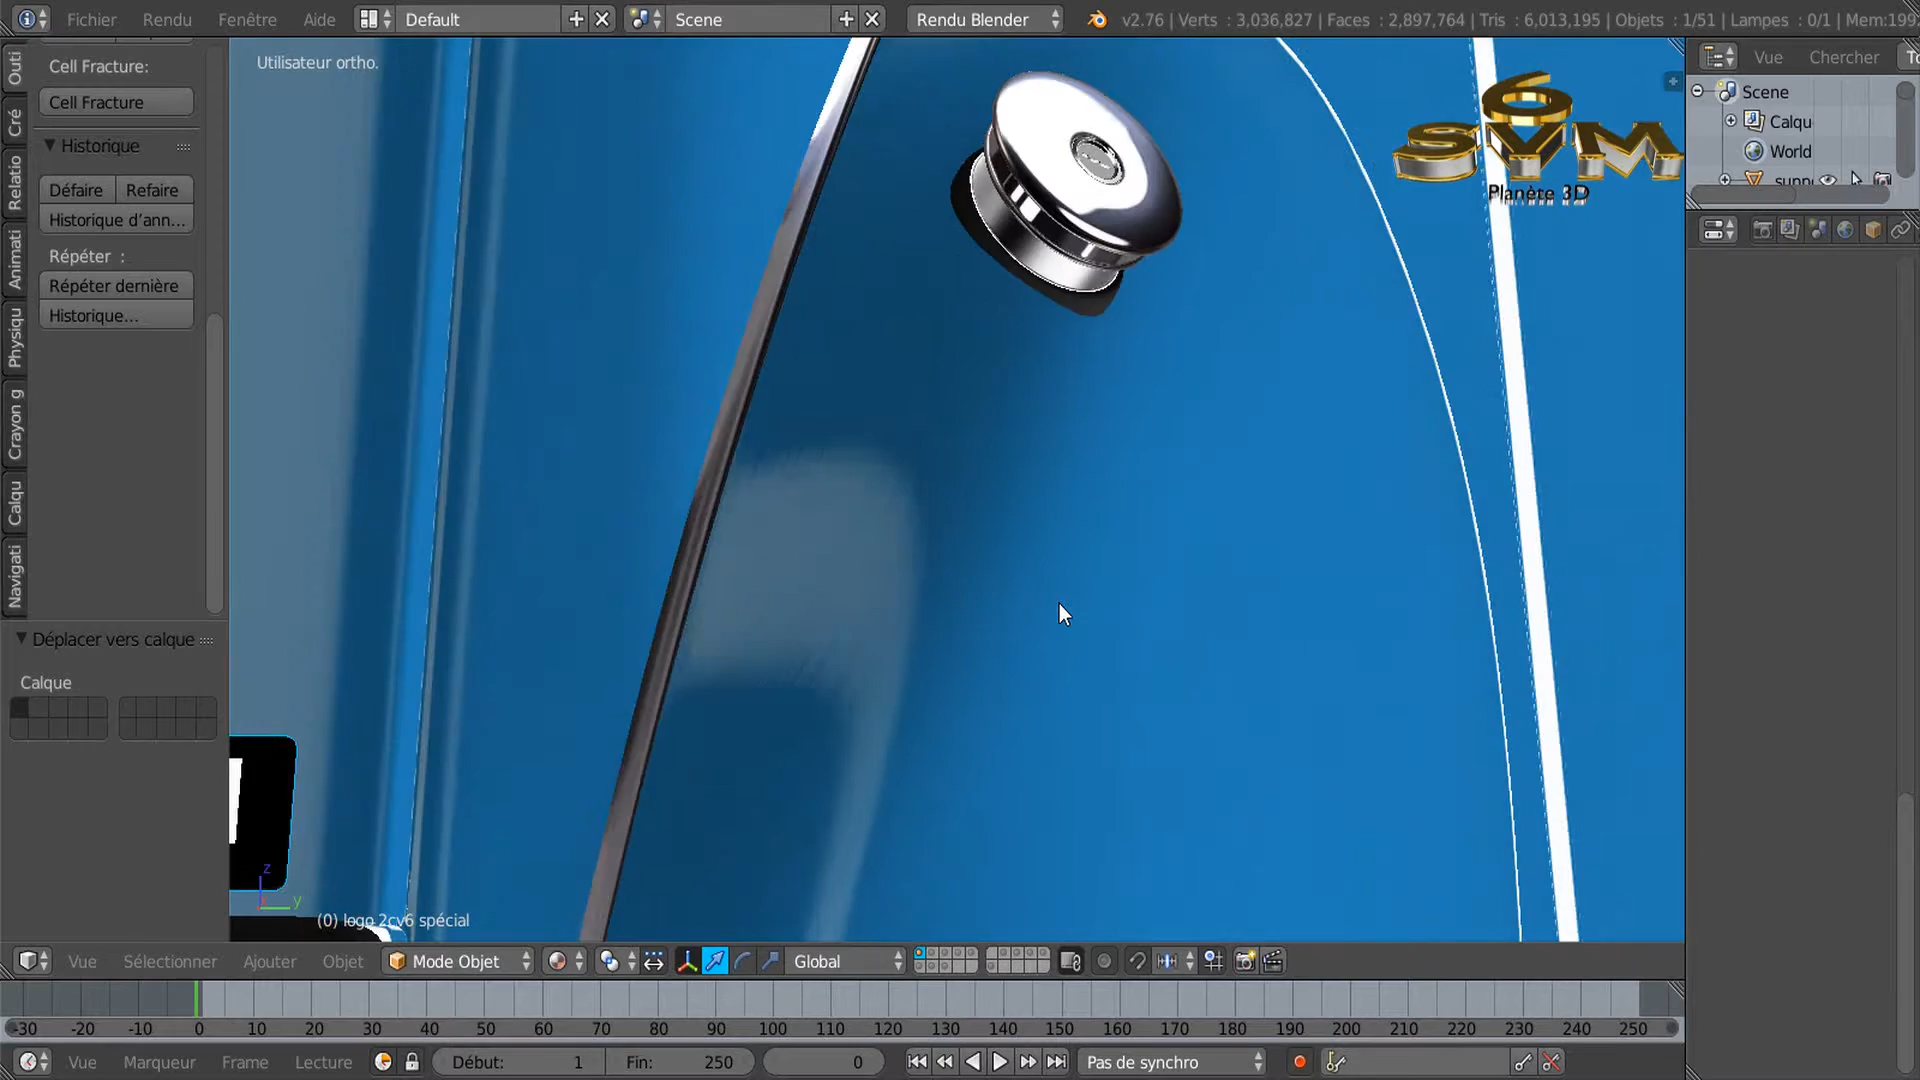 Fichier Rendu Fenêtre Aide Default Scene Rendu Blender v2.76 | Verts : 3,036,827 | Faces : 2,897,764 | Tris : 6,013,195 | Objets : 1/51 | Lampes : 0/1 | Mem:199
Utilisateur ortho.
Outi
Cré
Relatio
Animati
Physiqu
Crayon g
Calqu
Navigati
Cell Fracture:
Cell Fracture
Historique
Défaire Refaire
Historique d'ann...
Répéter :
Répéter dernière
Historique...
Déplacer vers calque
Calque
6
SYM
Planète 3D
Vue Chercher To
Scene
Calqu
World
supp
z
y
(0) logo 2cv6 spécial
Vue Sélectionner Ajouter Objet Mode Objet Global
-30 -20 -10 0 10 20 30 40 50 60 70 80 90 100 110 120 130 140 150 160 170 180 190 200 210 220 230 240 250
Vue Marqueur Frame Lecture Début: 1 Fin: 250 0 Pas de synchro